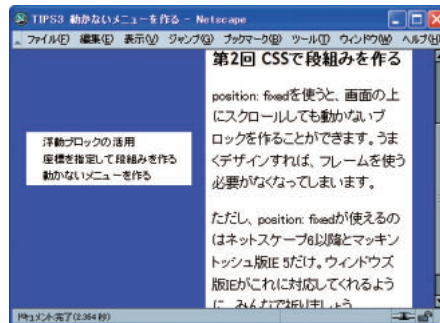 TIPS3 動かないメニューを作る - Netscape
ファイル(F) 編集(E) 表示(V) ジャンプ(G) ブックマーク(B) ツール(T) ウィンドウ(W) ヘルプ(H)
第2回 CSSで段組みを作る
position: fixedを使うと、画面の上
にスクロールしても動かないブ
ロックを作ることができます。うま
くデザインすれば、フレームを使う
必要がなくなってしまいます。
浮動ブロックの活用
座標を指定して段組みを作る
動かないメニューを作る
ただし、position: fixedが使えるの
はネットスケープ6以降とマッキン
トッシュ版IE 5だけ。ウィンドウズ
版IEがこれに対応してくれるよう
に、みんなで祈りましょう
ドキュメント:完了(2.364 秒)